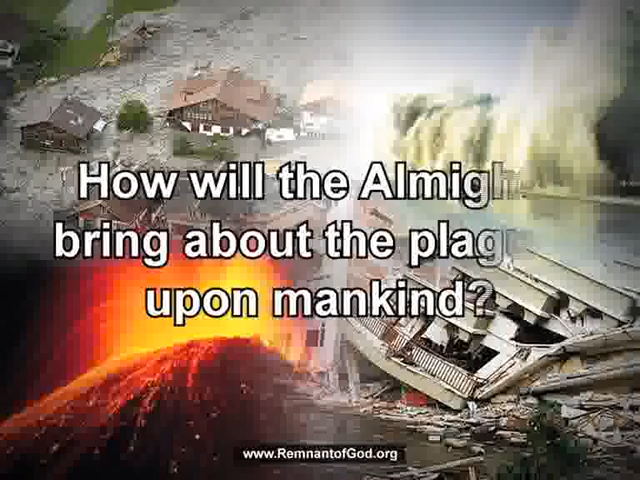 How will the Almigh
bring about the plag
upon mankind?
www.RemnantofGod.org